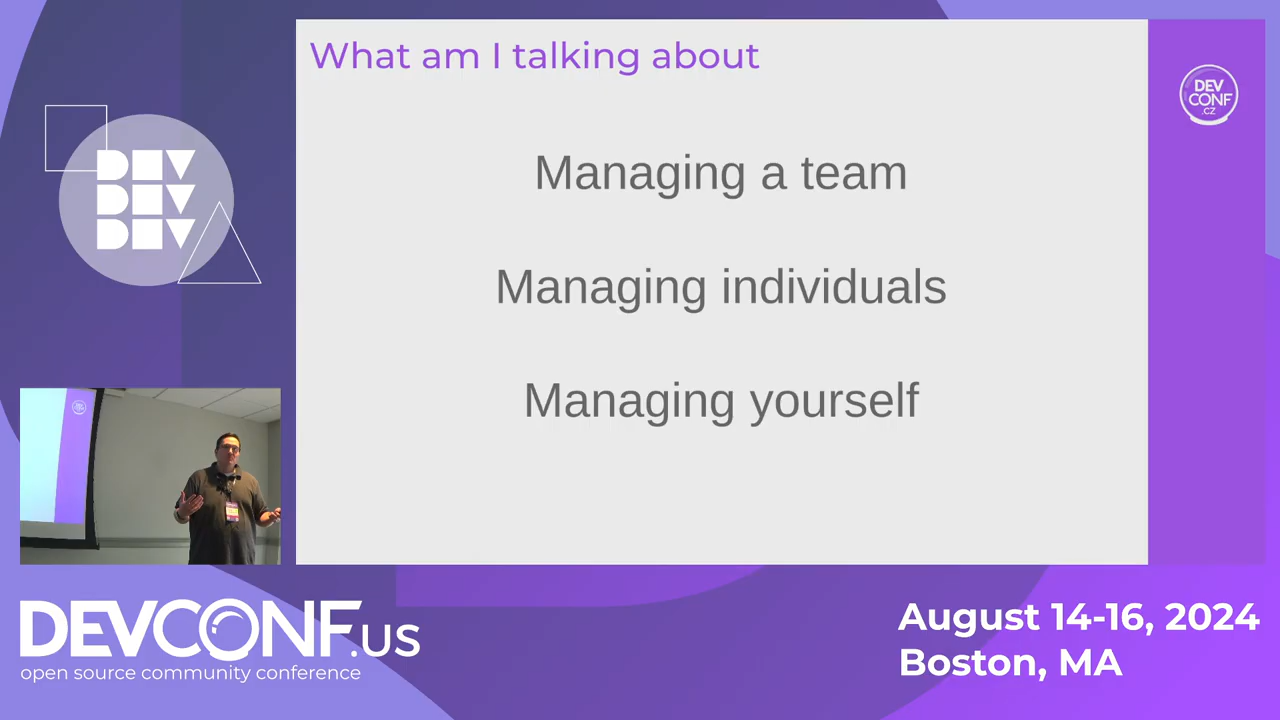 What am I talking about
DEV
CONF
.CZ
Managing a team
DEV
DEV
DEV
Managing individuals
Managing yourself
DEVCONF.US
open source community conference
August 14-16, 2024
Boston, MA